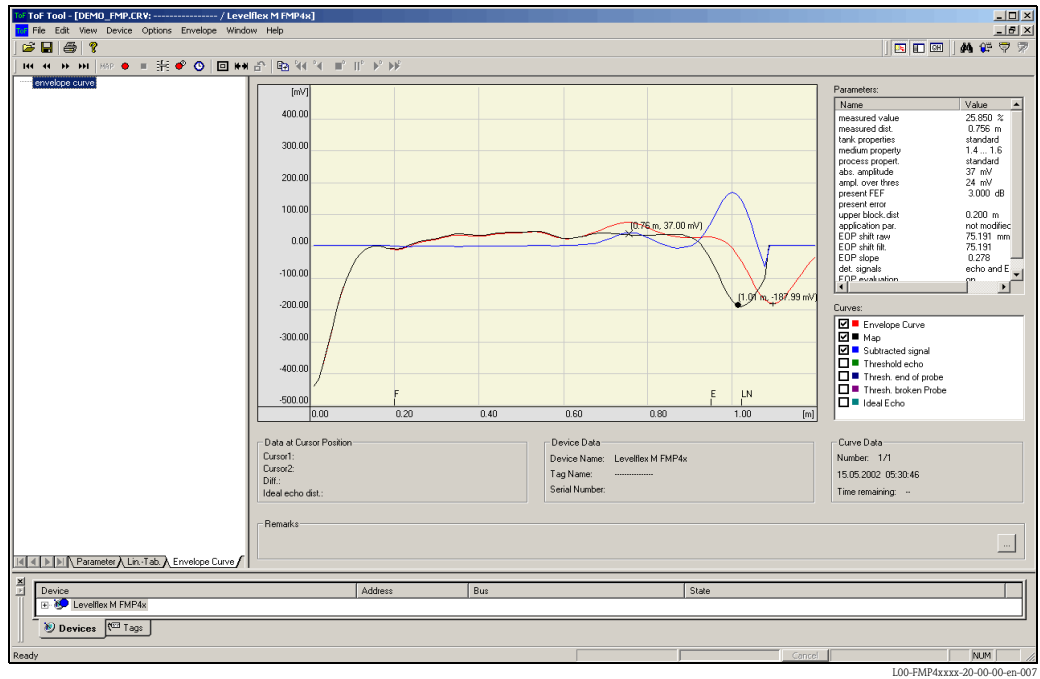 ToF Tool - [DEMO_FMP.CRV: ---------------- / Levelflex M FMP4x]
File Edit View Device Options Envelope Window Help
HAP
envelope curve
[mV]
400.00
300.00
200.00
100.00
0.00
-100.00
-200.00
-300.00
-400.00
-500.00
(0.76 m, 37.00 mV)
(1.01 m, -187.99 mV)
F E LN
0.00 0.20 0.40 0.60 0.80 1.00 [m]
Parameters:
Name Value
measured value 25.850 %
measured dist. 0.756 m
tank properties standard
medium property 1.4 ... 1.6
process propert. standard
abs. amplitude 37 mV
ampl. over thres 24 mV
present FEF 3.000 dB
present error
upper block.dist 0.200 m
application par. not modifiec
EOP shift raw 75.191 mm
EOP shift filt. 75.191
EOP slope 0.278
det. signals echo and E
EOP evaluation on
Curves:
Envelope Curve
Map
Subtracted signal
Threshold echo
Thresh. end of probe
Thresh. broken Probe
Ideal Echo
Data at Cursor Position
Cursor1:
Cursor2:
Diff.:
Ideal echo dist.:
Device Data
Device Name: Levelflex M FMP4x
Tag Name: ---------------
Serial Number:
Curve Data
Number: 1/1
15.05.2002 05:30:46
Time remaining: --
Remarks
...
Parameter Lin.-Tab. Envelope Curve
Device Address Bus State
Levelflex M FMP4x
Devices Tags
Ready Cancel NUM
L00-FMP4xxxx-20-00-00-en-007